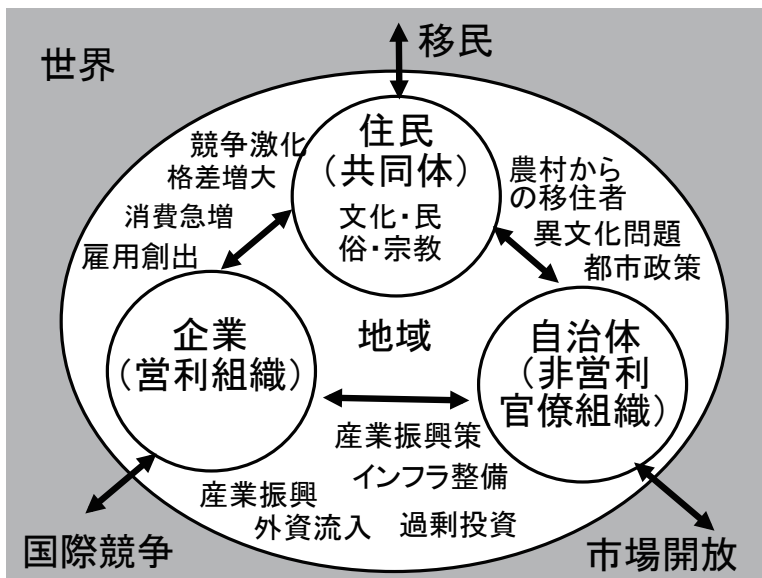 移民
世界
住民
(共同体)
文化・民
俗・宗教
競争激化
格差増大
消費急増
雇用創出
農村から
の移住者
異文化問題
都市政策
企業
(営利組織)
地域
自治体
(非営利
官僚組織)
産業振興策
インフラ整備
産業振興
外資流入
過剰投資
国際競争
市場開放